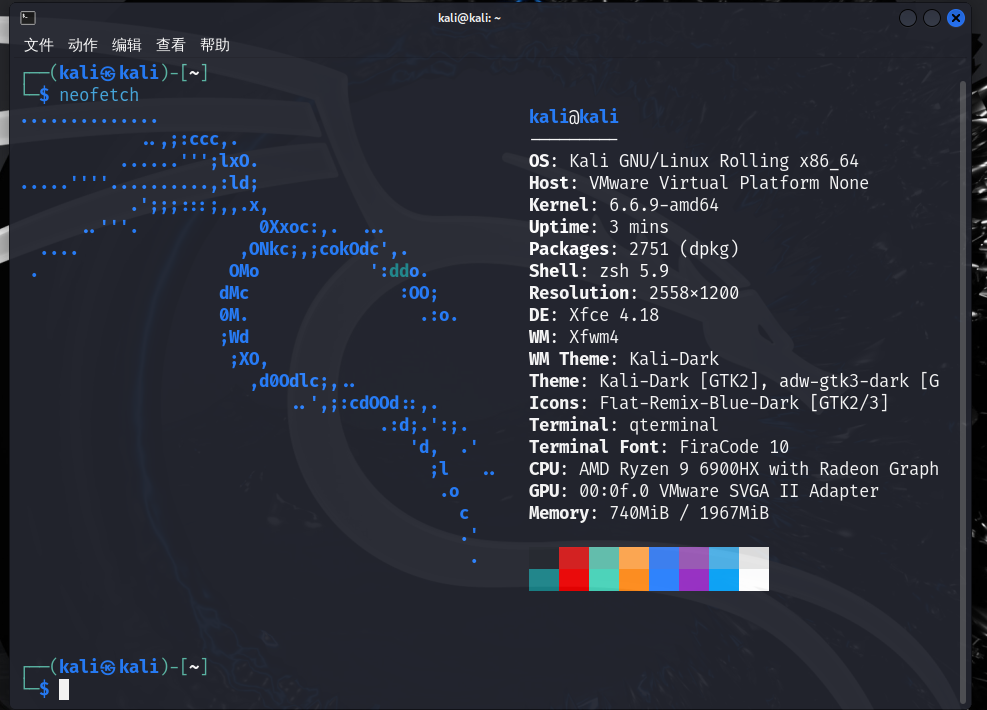 kali@kali: ~
文件 动作 编辑 查看 帮助
┌──(kali㉿kali)-[~]
└─$ neofetch
..............
            ..,;:ccc,.
          ......''';lxO.
.....''''..........,:ld;
           .';;;:::;,,.x,
      ..'''.            0Xxoc:,.  ...
  ....                ,ONkc;,;cokOdc',.
 .                   OMo           ':ddo.
                    dMc               :OO;
                    0M.                 .:o.
                    ;Wd
                     ;XO,
                       ,d0Odlc;,..
                           ..',;:cdOOd::,.
                                    .:d;.':;.
                                       'd,  .'
                                         ;l   ..
                                          .o
                                            c
                                            .'
                                             .
kali@kali
---------
OS: Kali GNU/Linux Rolling x86_64
Host: VMware Virtual Platform None
Kernel: 6.6.9-amd64
Uptime: 3 mins
Packages: 2751 (dpkg)
Shell: zsh 5.9
Resolution: 2558x1200
DE: Xfce 4.18
WM: Xfwm4
WM Theme: Kali-Dark
Theme: Kali-Dark [GTK2], adw-gtk3-dark [G
Icons: Flat-Remix-Blue-Dark [GTK2/3]
Terminal: qterminal
Terminal Font: FiraCode 10
CPU: AMD Ryzen 9 6900HX with Radeon Graph
GPU: 00:0f.0 VMware SVGA II Adapter
Memory: 740MiB / 1967MiB
┌──(kali㉿kali)-[~]
└─$